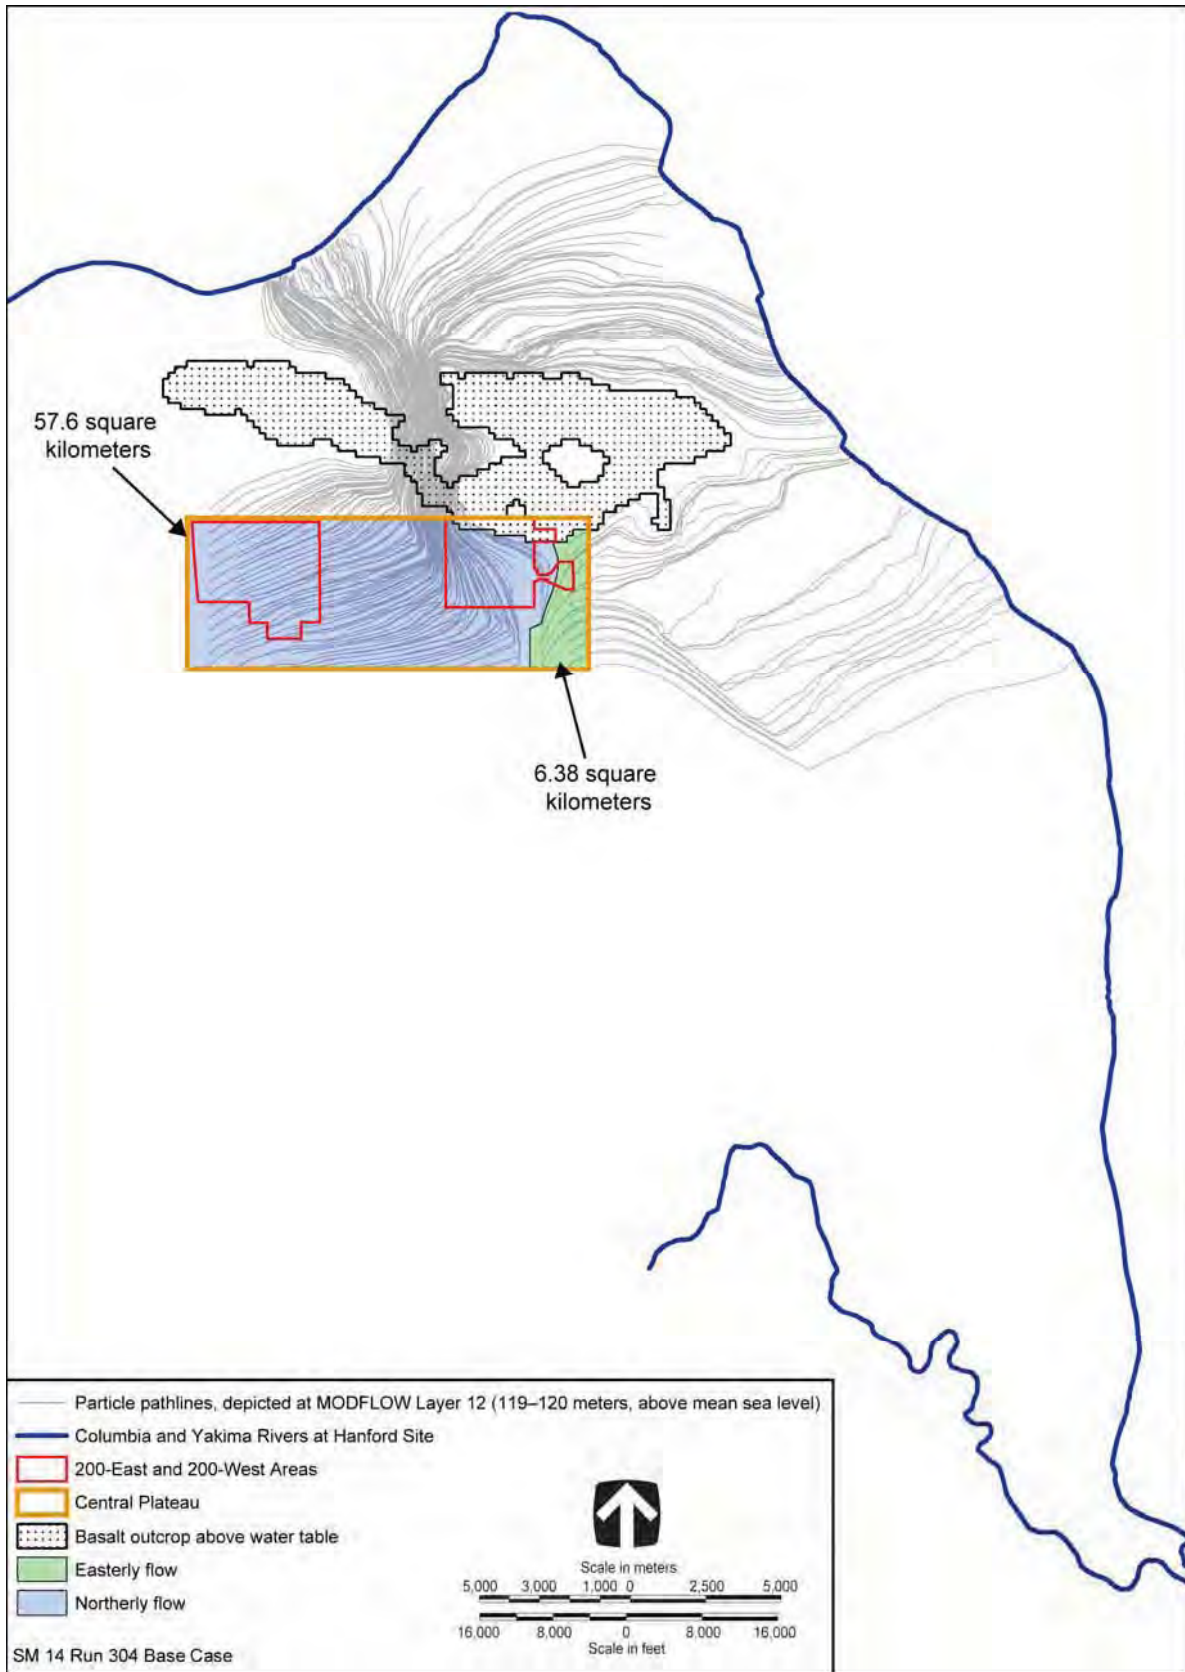 57.6 square
kilometers
6.38 square
kilometers
Particle pathlines, depicted at MODFLOW Layer 12 (119–120 meters, above mean sea level)
Columbia and Yakima Rivers at Hanford Site
200-East and 200-West Areas
Central Plateau
Basalt outcrop above water table
Easterly flow
Northerly flow
Scale in meters
5,000 3,000 1,000 0 2,500 5,000
16,000 8,000 0 8,000 16,000
Scale in feet
SM 14 Run 304 Base Case